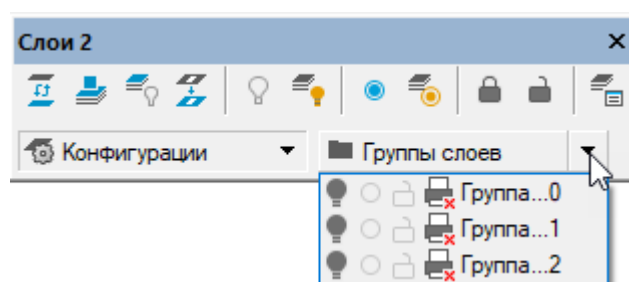 Слои 2
Конфигурации
Группы слоев
Группа...0
Группа...1
Группа...2